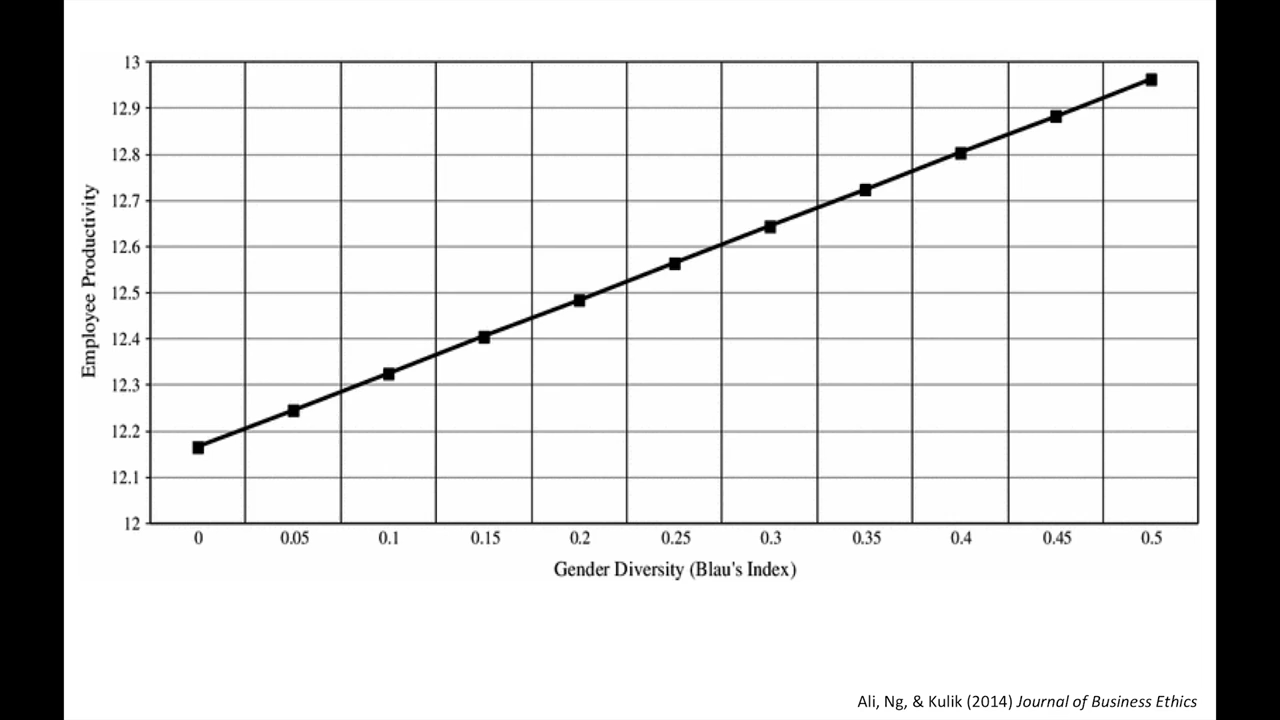 13
12.9
12.8
12.7
12.6
12.5
12.4
12.3
12.2
12.1
12
Employee Productivity
0 0.05 0.1 0.15 0.2 0.25 0.3 0.35 0.4 0.45 0.5
Gender Diversity (Blau's Index)
Ali, Ng, & Kulik (2014) Journal of Business Ethics